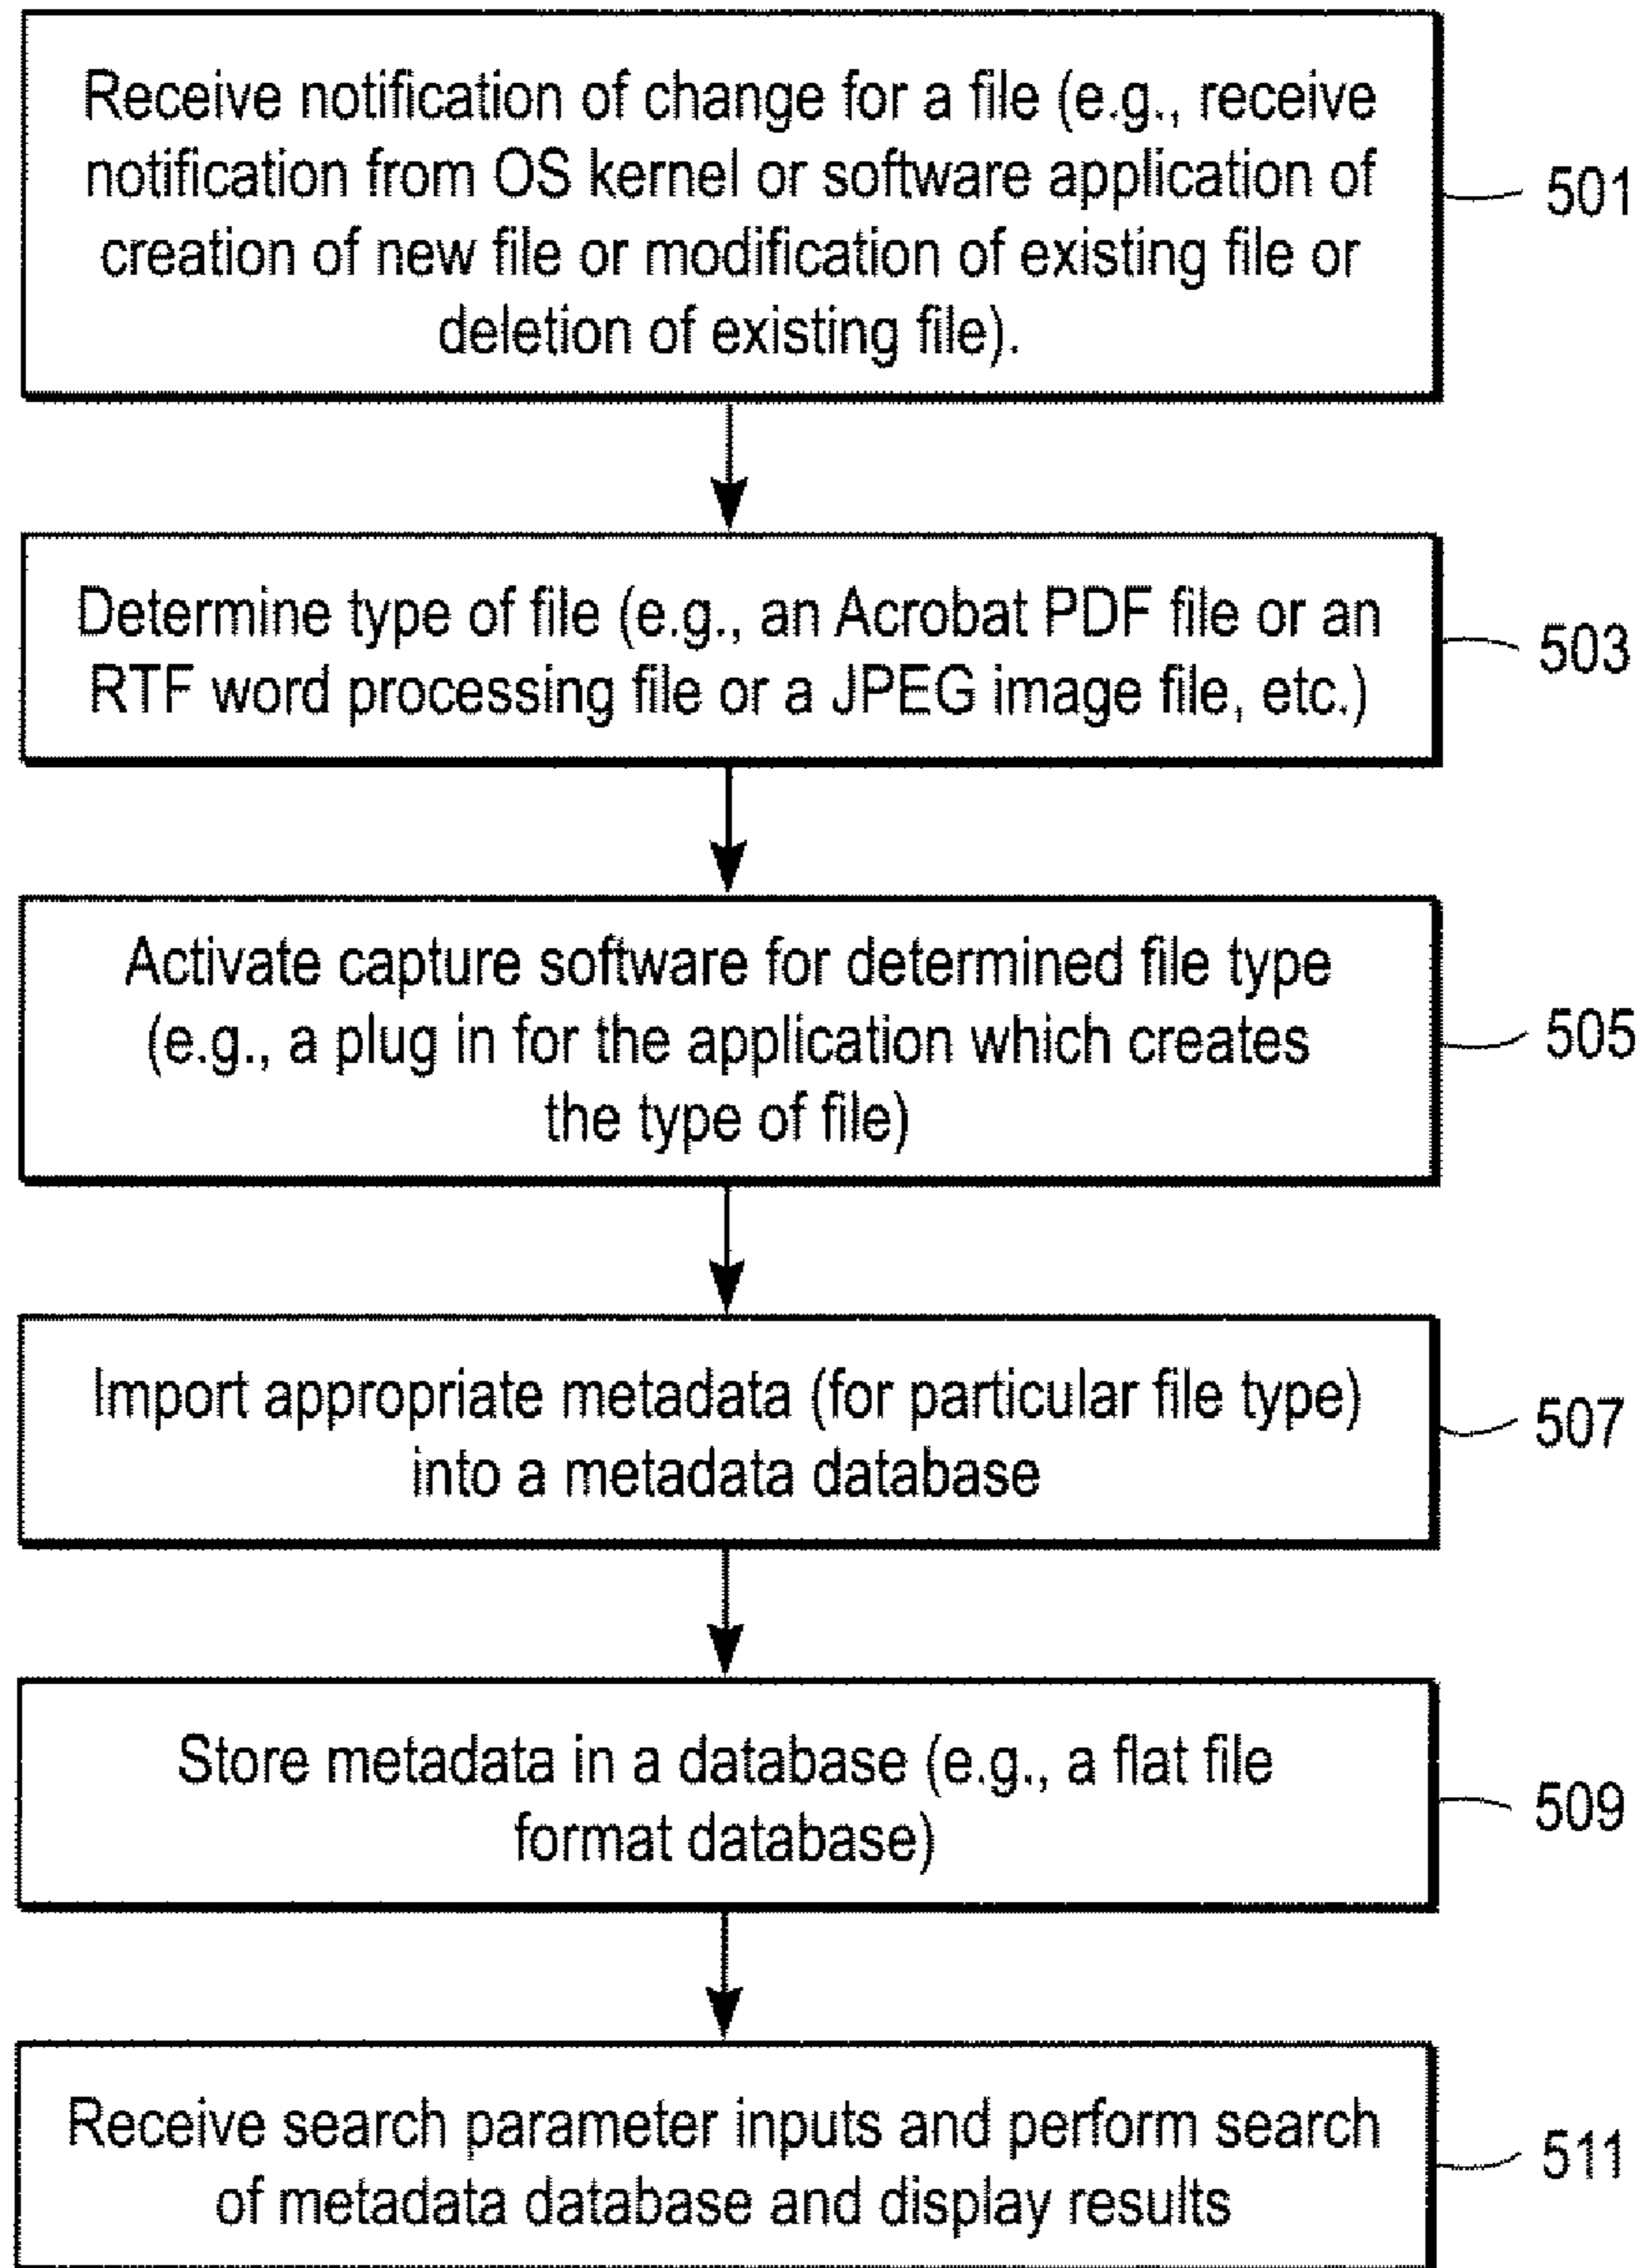 Receive notification of change for a file (e.g., receive
notification from OS kernel or software application of
creation of new file or modification of existing file or
deletion of existing file).
501
Determine type of file (e.g., an Acrobat PDF file or an
RTF word processing file or a JPEG image file, etc.)
503
Activate capture software for determined file type
(e.g., a plug in for the application which creates
the type of file)
505
Import appropriate metadata (for particular file type)
into a metadata database
507
Store metadata in a database (e.g., a flat file
format database)
509
Receive search parameter inputs and perform search
of metadata database and display results
511